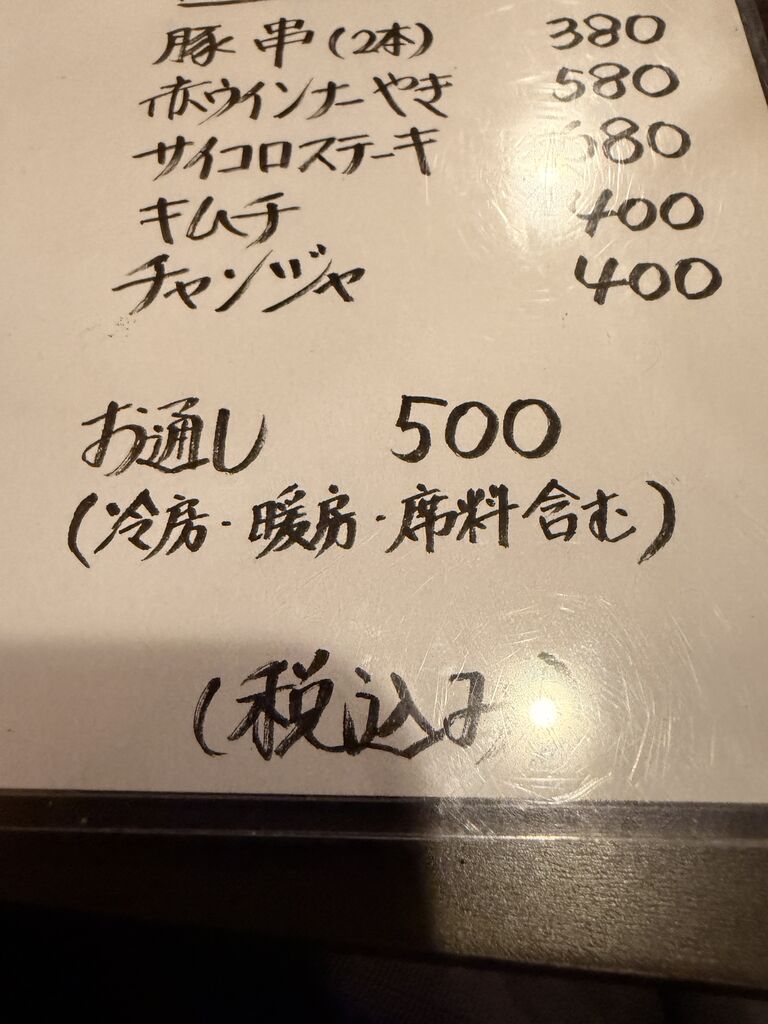 豚串(2本) 380
赤ウインナーやき 580
サイコロステーキ 680
キムチ 400
チャンジャ 400
お通し 500
(冷房・暖房・席料含む)
(税込み)